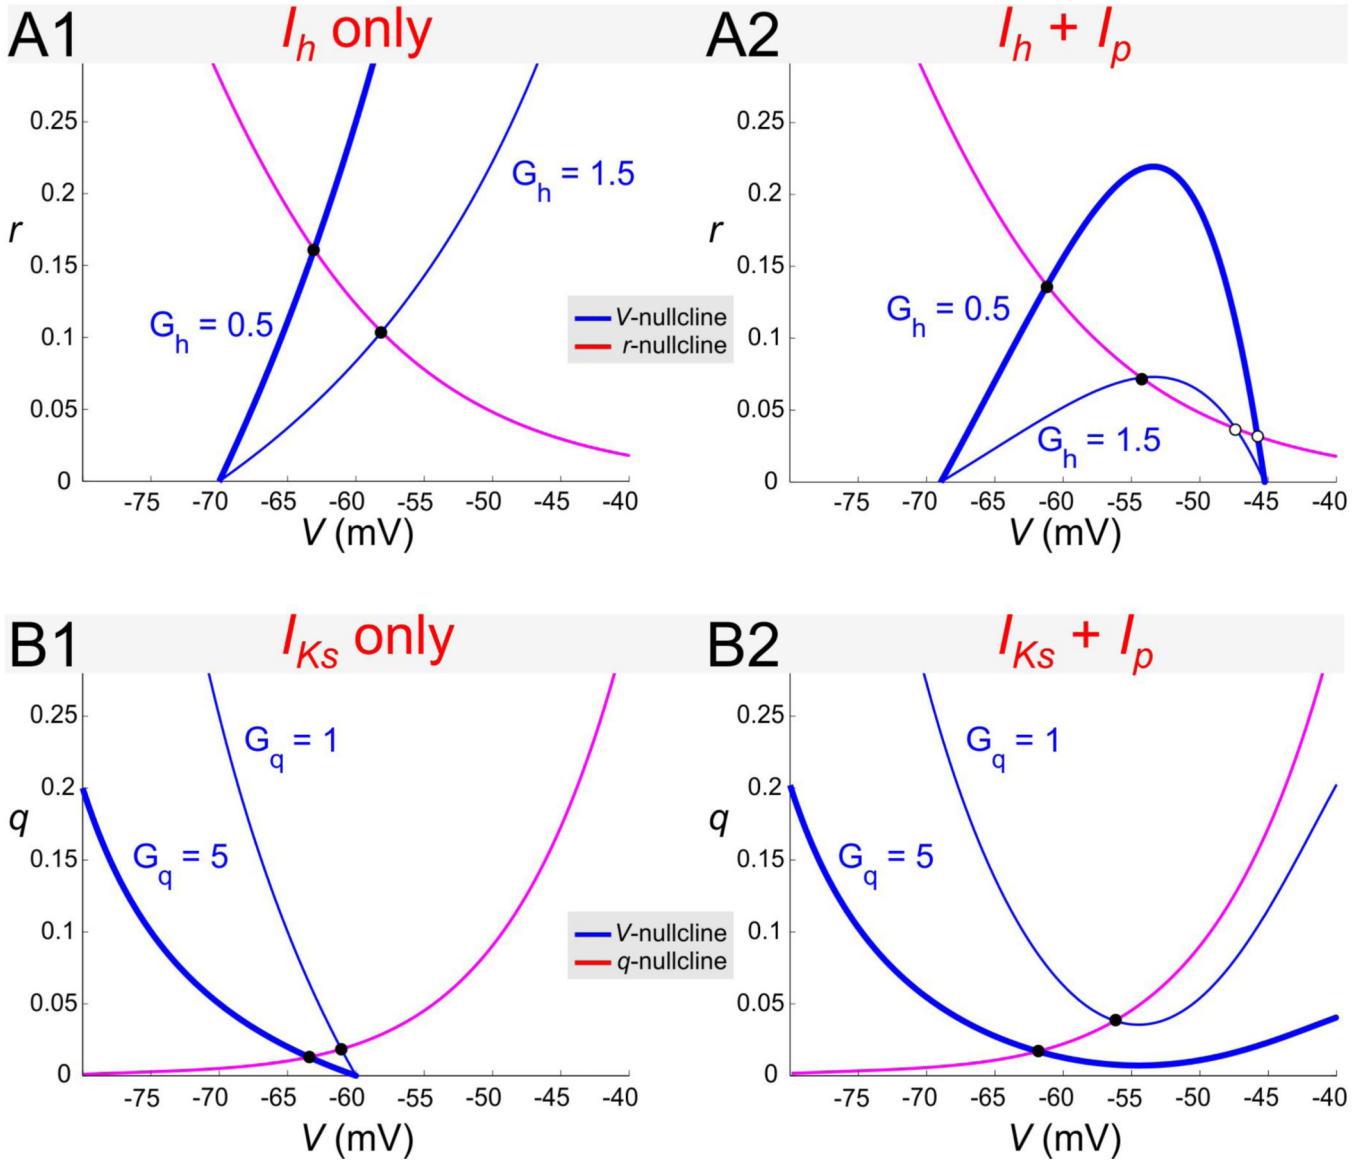 A1 I_h only
0.25
0.2
0.15
0.1
0.05
0
r
G_h = 1.5
G_h = 0.5
-75 -70 -65 -60 -55 -50 -45 -40
V (mV)
V-nullcline
r-nullcline
A2 I_h + I_p
0.25
0.2
0.15
0.1
0.05
0
r
G_h = 0.5
G_h = 1.5
-75 -70 -65 -60 -55 -50 -45 -40
V (mV)
B1 I_Ks only
0.25
0.2
0.15
0.1
0.05
0
q
G_q = 1
G_q = 5
-75 -70 -65 -60 -55 -50 -45 -40
V (mV)
V-nullcline
q-nullcline
B2 I_Ks + I_p
0.25
0.2
0.15
0.1
0.05
0
q
G_q = 1
G_q = 5
-75 -70 -65 -60 -55 -50 -45 -40
V (mV)